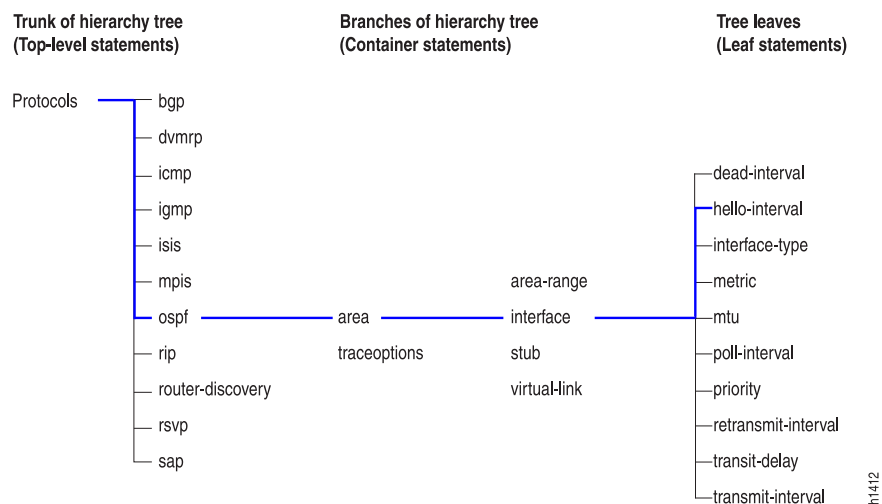 Trunk of hierarchy tree
(Top-level statements)
Branches of hierarchy tree
(Container statements)
Tree leaves
(Leaf statements)
Protocols
bgp
dvmrp
icmp
igmp
isis
mpis
ospf
rip
router-discovery
rsvp
sap
area
traceoptions
area-range
interface
stub
virtual-link
dead-interval
hello-interval
interface-type
metric
mtu
poll-interval
priority
retransmit-interval
transit-delay
transmit-interval
h1412